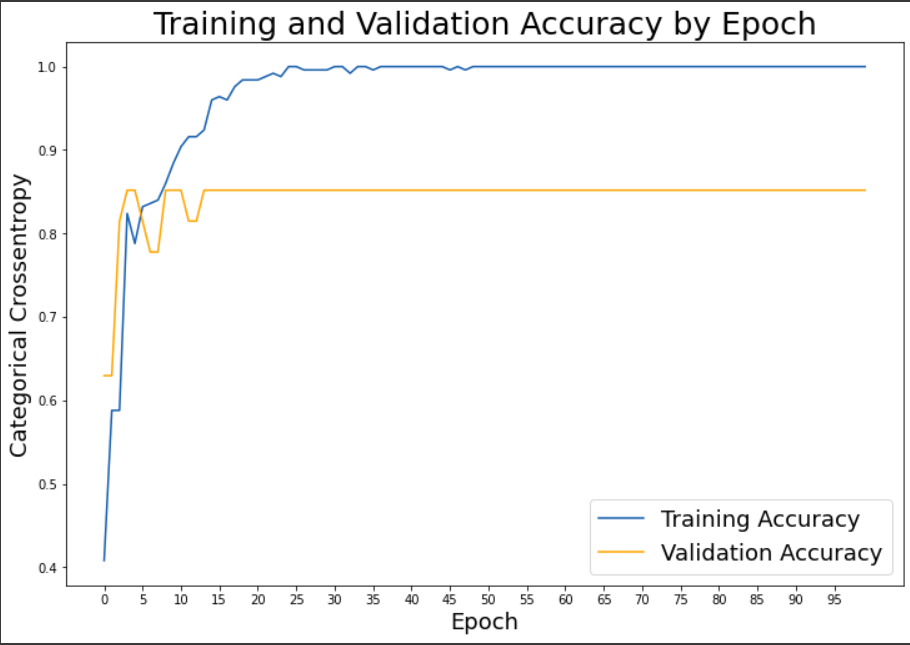 Training and Validation Accuracy by Epoch
Categorical Crossentropy
1.0
0.9
0.8
0.7
0.6
0.5
0.4
Training Accuracy
Validation Accuracy
0 5 10 15 20 25 30 35 40 45 50 55 60 65 70 75 80 85 90 95
Epoch